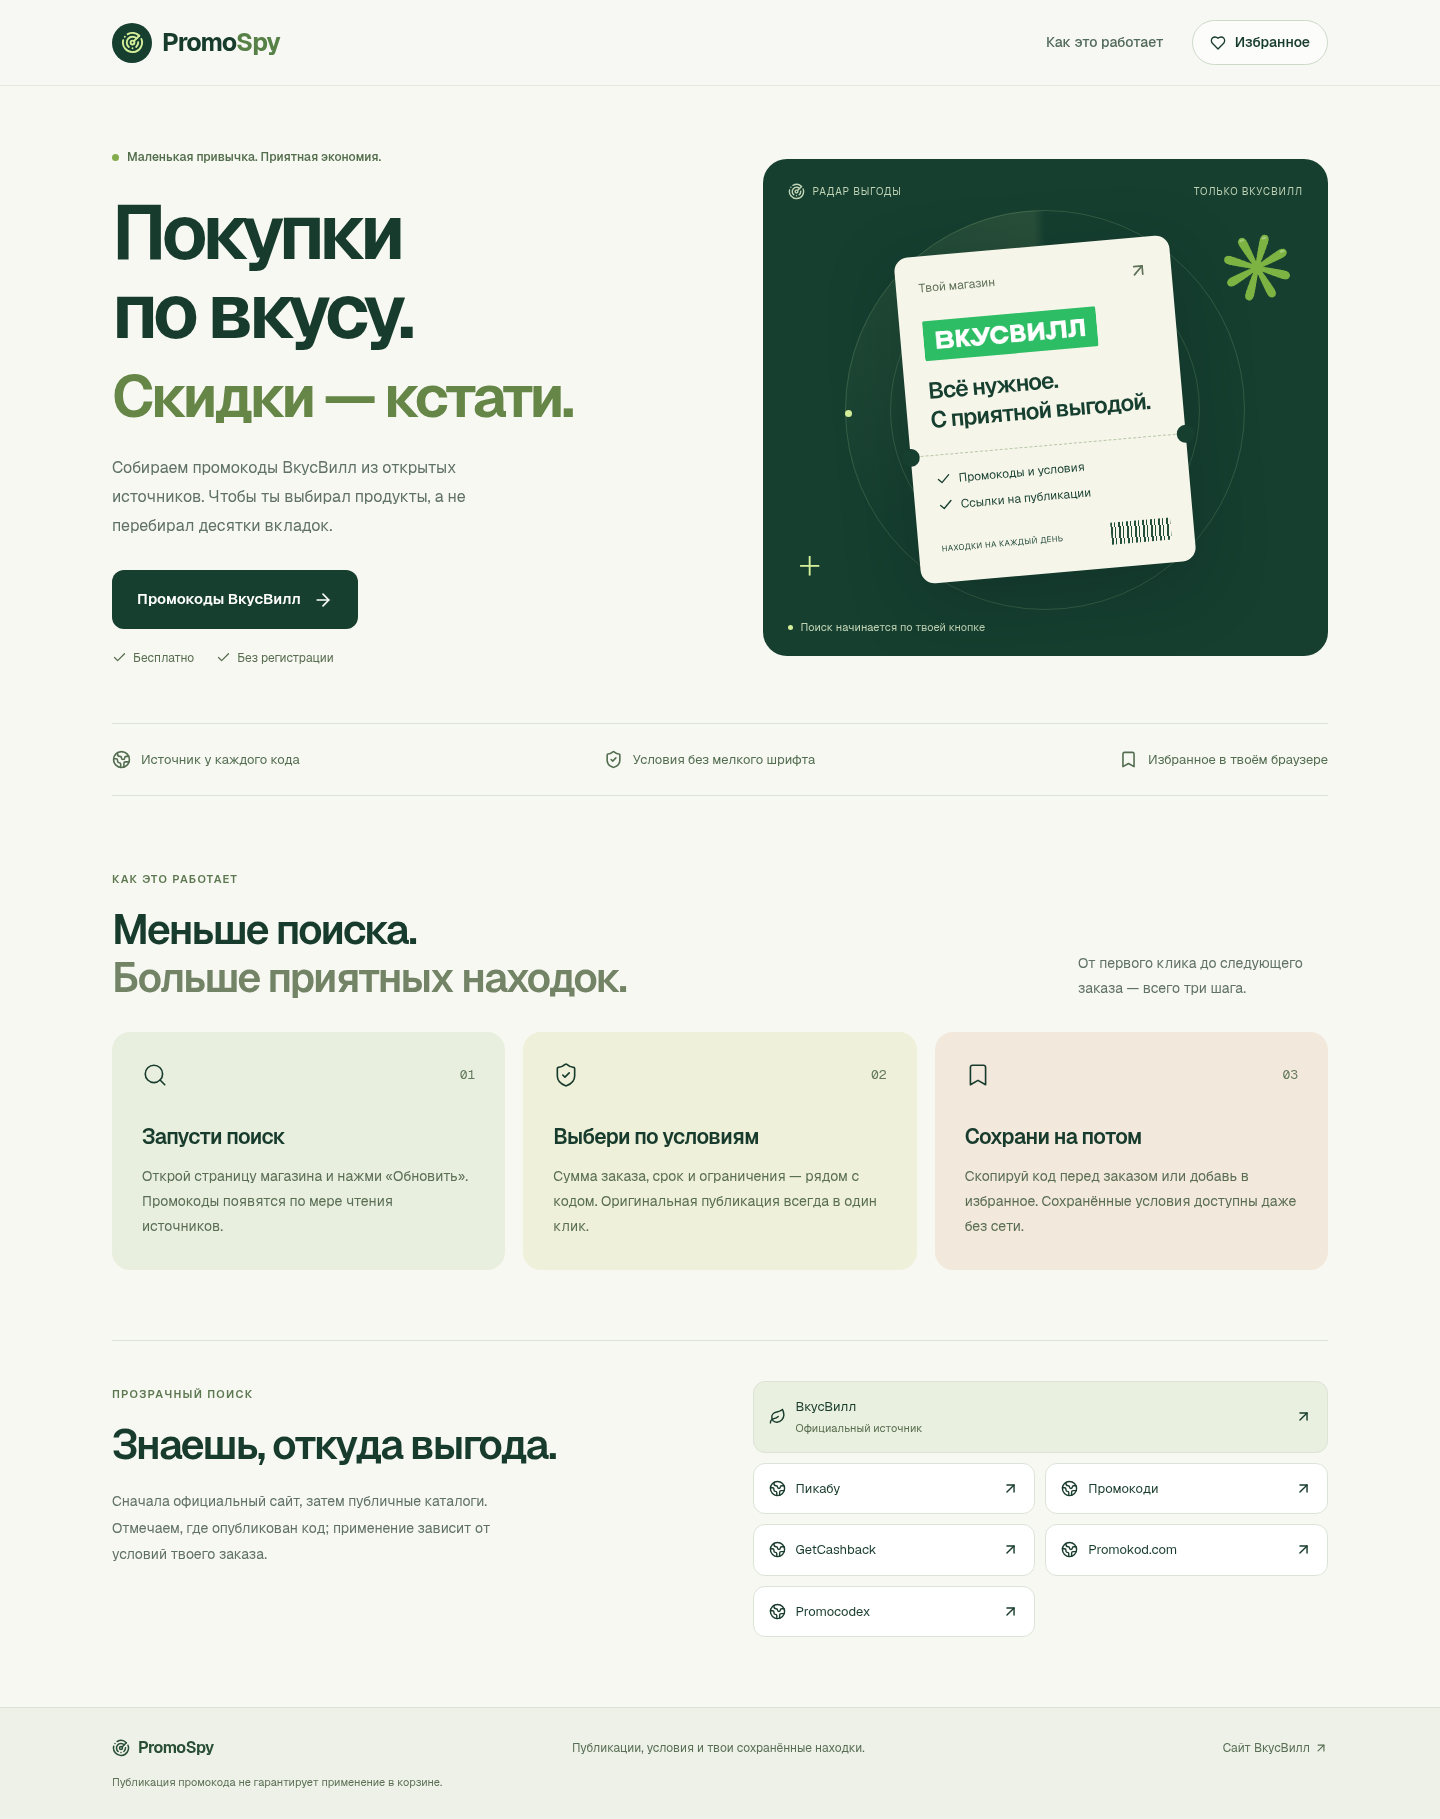 PromoSpy
Как это работает
Избранное
Маленькая привычка. Приятная экономия.
Покупки
по вкусу.
Скидки — кстати.
Собираем промокоды ВкусВилл из открытых
источников. Чтобы ты выбирал продукты, а не
перебирал десятки вкладок.
Промокоды ВкусВилл
Бесплатно
Без регистрации
РАДАР ВЫГОДЫ
ТОЛЬКО ВКУСВИЛЛ
Твой магазин
ВКУСВИЛЛ
Всё нужное.
С приятной выгодой.
Промокоды и условия
Ссылки на публикации
НАХОДКИ НА КАЖДЫЙ ДЕНЬ
Поиск начинается по твоей кнопке
Источник у каждого кода
Условия без мелкого шрифта
Избранное в твоём браузере
КАК ЭТО РАБОТАЕТ
Меньше поиска.
Больше приятных находок.
От первого клика до следующего
заказа — всего три шага.
01
Запусти поиск
Открой страницу магазина и нажми «Обновить».
Промокоды появятся по мере чтения
источников.
02
Выбери по условиям
Сумма заказа, срок и ограничения — рядом с
кодом. Оригинальная публикация всегда в один
клик.
03
Сохрани на потом
Скопируй код перед заказом или добавь в
избранное. Сохранённые условия доступны даже
без сети.
ПРОЗРАЧНЫЙ ПОИСК
Знаешь, откуда выгода.
Сначала официальный сайт, затем публичные каталоги.
Отмечаем, где опубликован код; применение зависит от
условий твоего заказа.
ВкусВилл
Официальный источник
Пикабу
Промокоди
GetCashback
Promokod.com
Promocodex
PromoSpy
Публикации, условия и твои сохранённые находки.
Сайт ВкусВилл
Публикация промокода не гарантирует применение в корзине.